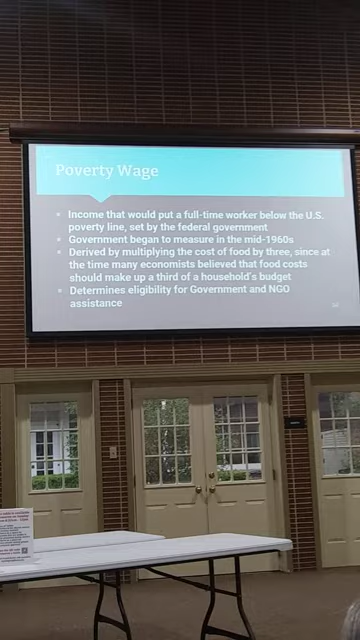 Poverty Wage
Income that would put a full-time worker below the U.S.
poverty line, set by the federal government
Government began to measure in the mid-1960s
Derived by multiplying the cost of food by three, since at
the time many economists believed that food costs
should make up a third of a household's budget
Determines eligibility for Government and NGO
assistance